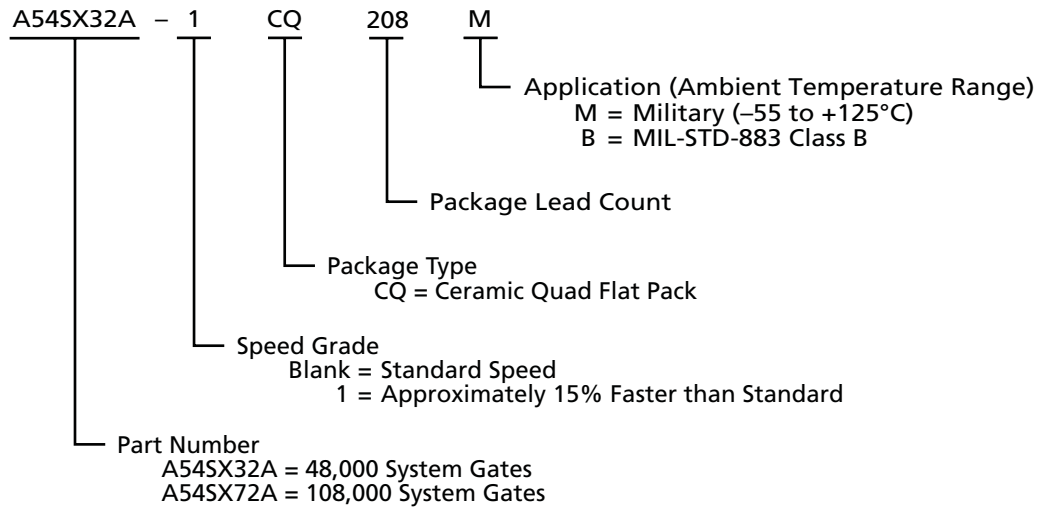 A54SX32A – 1 CQ 208 M
Application (Ambient Temperature Range)
M = Military (–55 to +125°C)
B = MIL-STD-883 Class B
Package Lead Count
Package Type
CQ = Ceramic Quad Flat Pack
Speed Grade
Blank = Standard Speed
1 = Approximately 15% Faster than Standard
Part Number
A54SX32A = 48,000 System Gates
A54SX72A = 108,000 System Gates